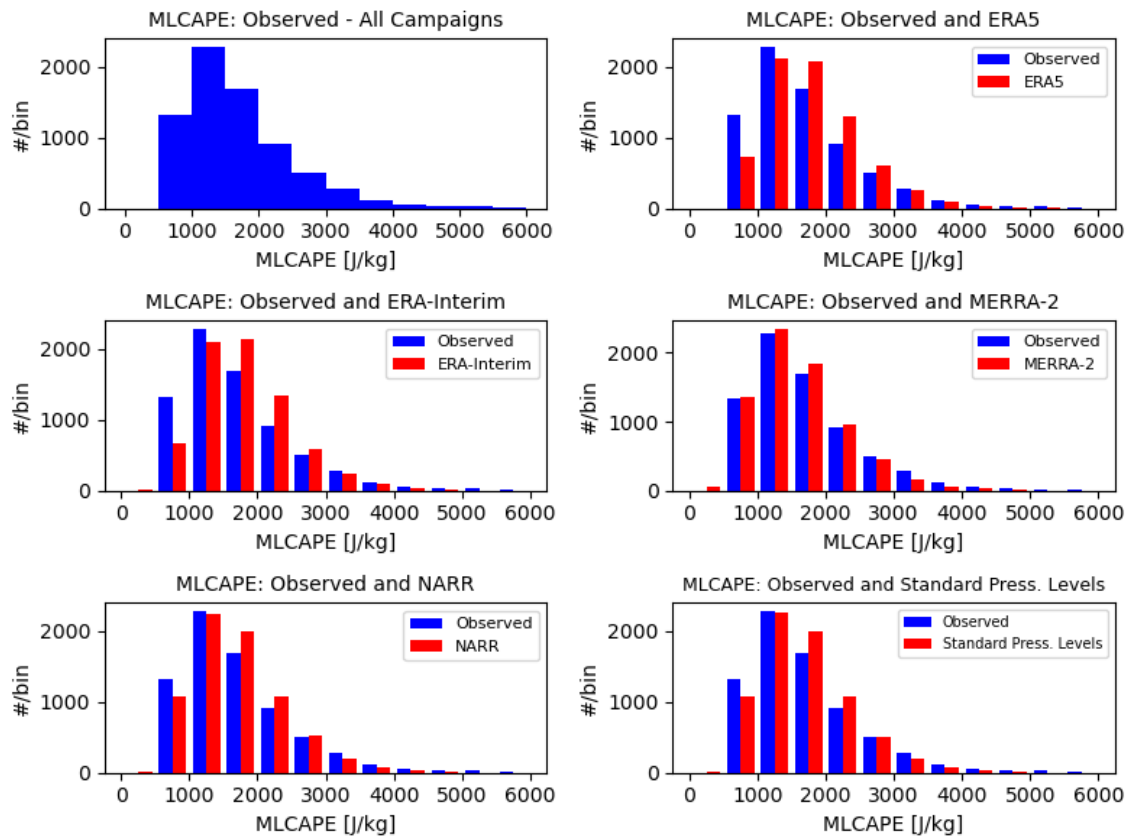 MLCAPE: Observed - All Campaigns
#/bin
2000
1000
0
0 1000 2000 3000 4000 5000 6000
MLCAPE [J/kg]
MLCAPE: Observed and ERA5
Observed
ERA5
#/bin
2000
1000
0
0 1000 2000 3000 4000 5000 6000
MLCAPE [J/kg]
MLCAPE: Observed and ERA-Interim
Observed
ERA-Interim
#/bin
2000
1000
0
0 1000 2000 3000 4000 5000 6000
MLCAPE [J/kg]
MLCAPE: Observed and MERRA-2
Observed
MERRA-2
#/bin
2000
1000
0
0 1000 2000 3000 4000 5000 6000
MLCAPE [J/kg]
MLCAPE: Observed and NARR
Observed
NARR
#/bin
2000
1000
0
0 1000 2000 3000 4000 5000 6000
MLCAPE [J/kg]
MLCAPE: Observed and Standard Press. Levels
Observed
Standard Press. Levels
#/bin
2000
1000
0
0 1000 2000 3000 4000 5000 6000
MLCAPE [J/kg]